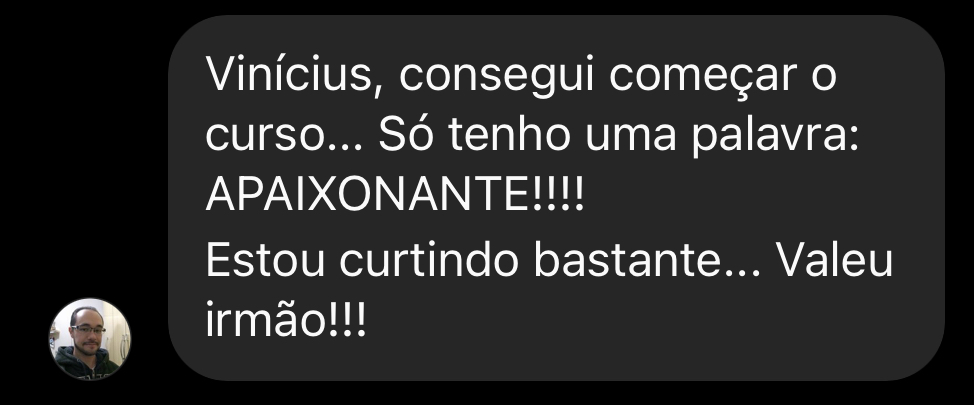 Vinícius, consegui começar o
curso... Só tenho uma palavra:
APAIXONANTE!!!!
Estou curtindo bastante... Valeu
irmão!!!